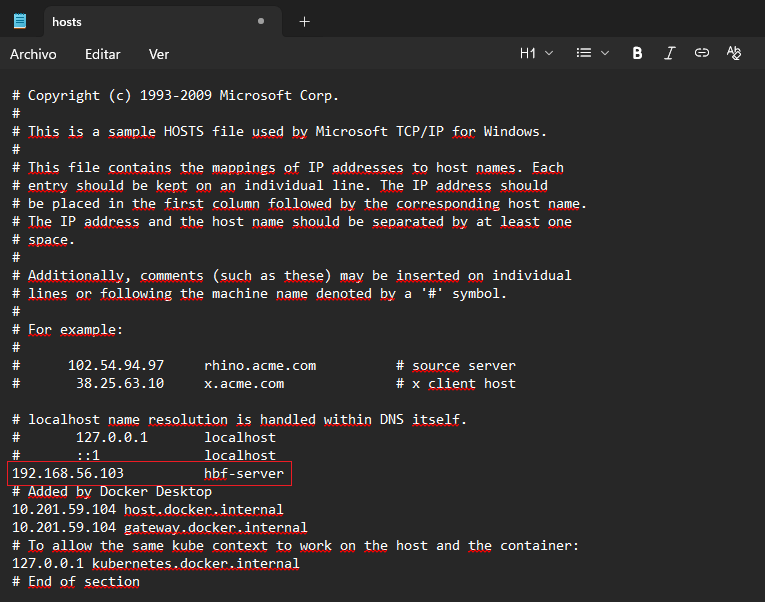 hosts
Archivo Editar Ver H1 B I
# Copyright (c) 1993-2009 Microsoft Corp.
#
# This is a sample HOSTS file used by Microsoft TCP/IP for Windows.
#
# This file contains the mappings of IP addresses to host names. Each
# entry should be kept on an individual line. The IP address should
# be placed in the first column followed by the corresponding host name.
# The IP address and the host name should be separated by at least one
# space.
#
# Additionally, comments (such as these) may be inserted on individual
# lines or following the machine name denoted by a '#' symbol.
#
# For example:
#
#      102.54.94.97     rhino.acme.com          # source server
#       38.25.63.10     x.acme.com              # x client host

# localhost name resolution is handled within DNS itself.
#       127.0.0.1       localhost
#       ::1             localhost
192.168.56.103          hbf-server
# Added by Docker Desktop
10.201.59.104 host.docker.internal
10.201.59.104 gateway.docker.internal
# To allow the same kube context to work on the host and the container:
127.0.0.1 kubernetes.docker.internal
# End of section